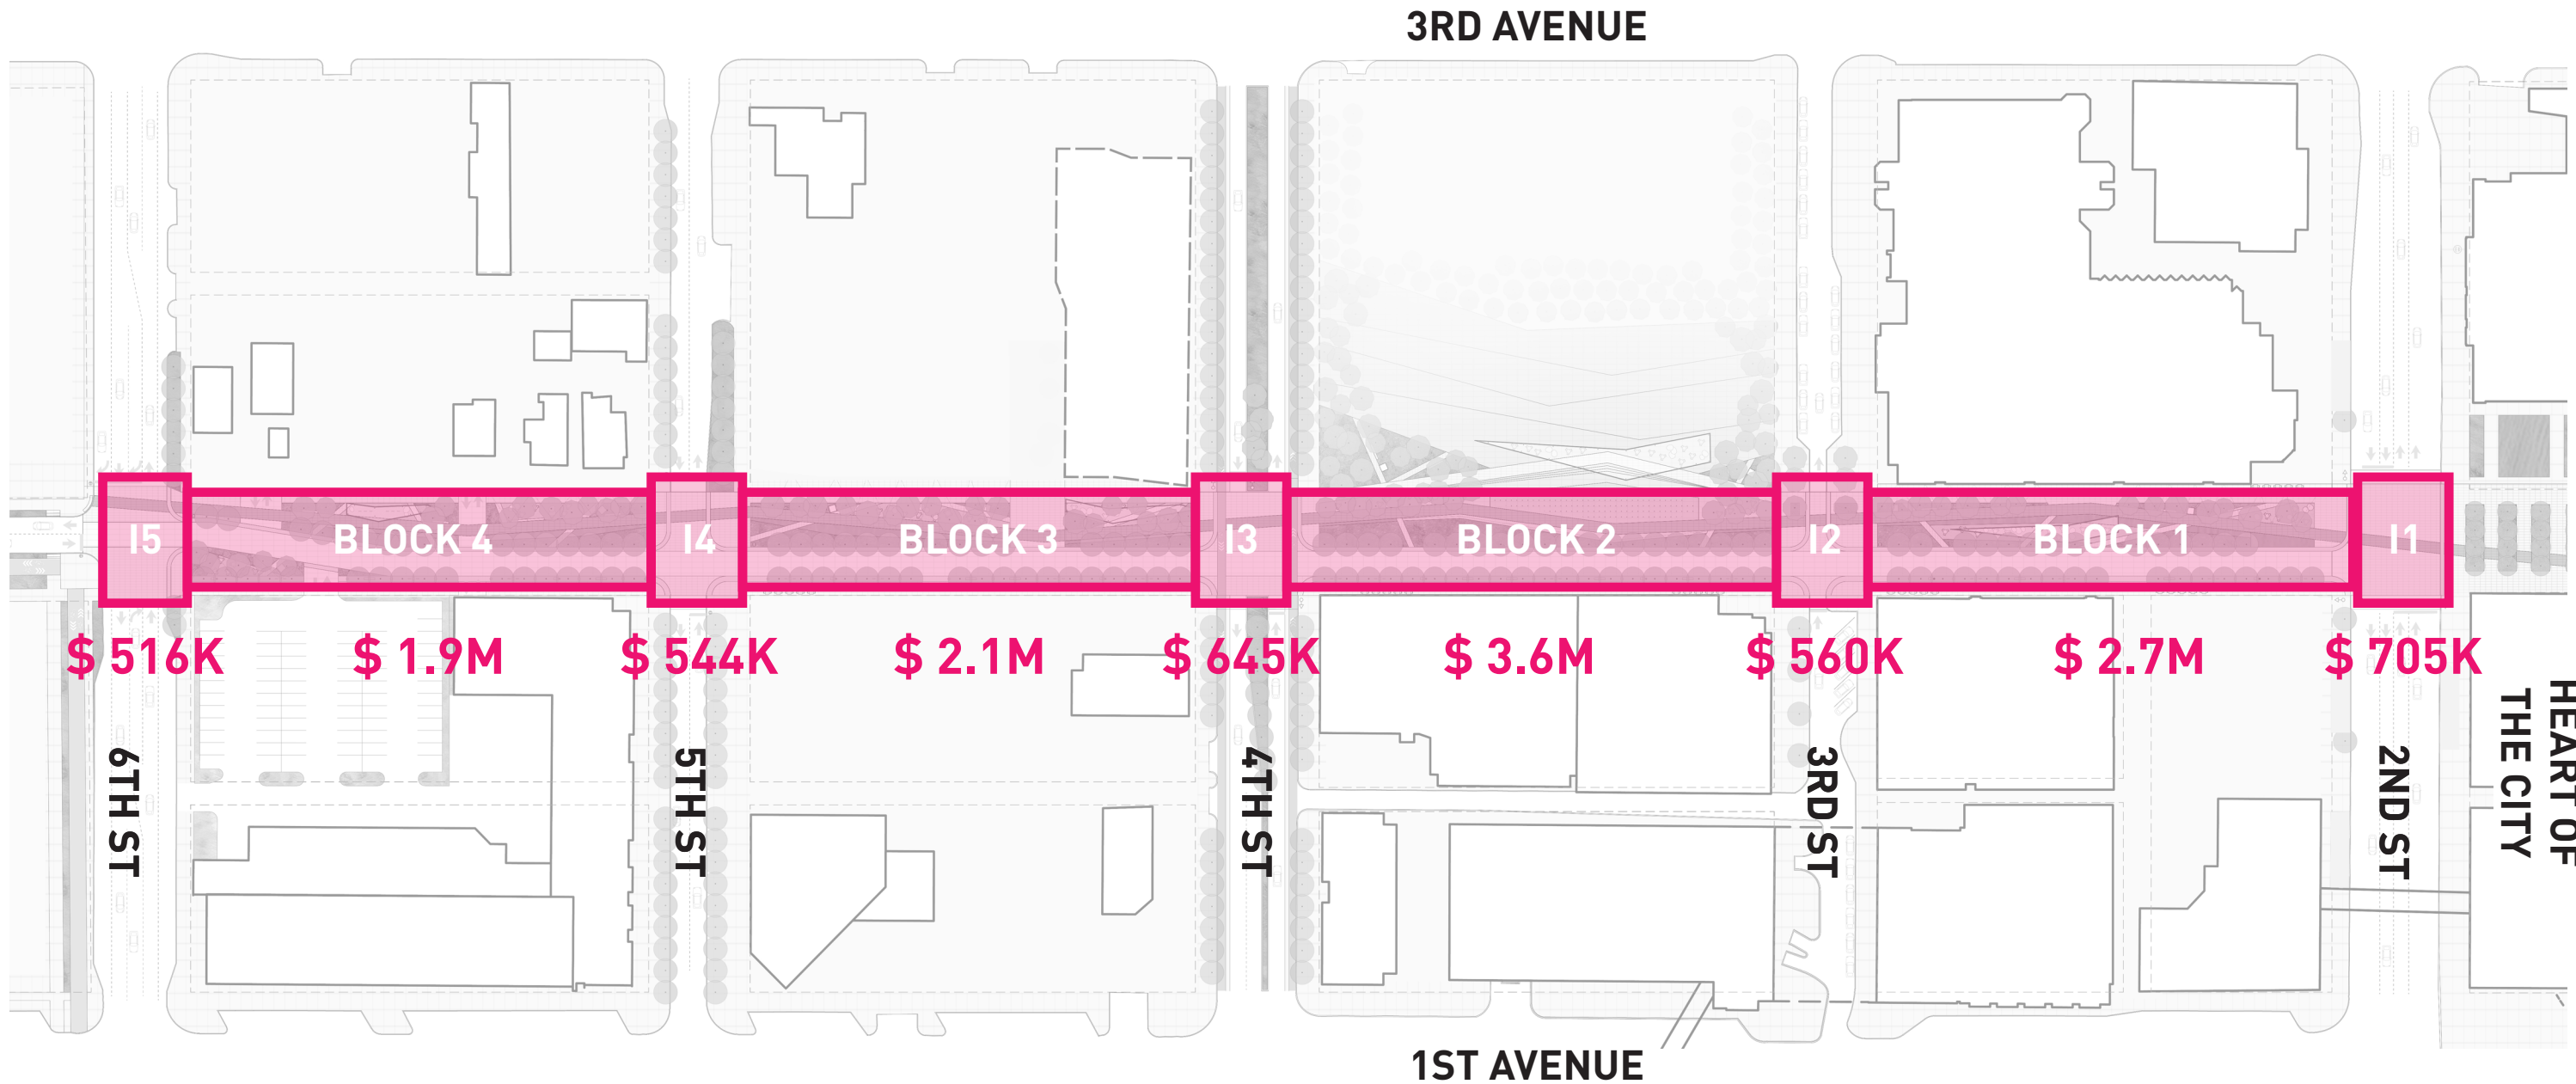 3RD AVENUE
I5
BLOCK 4
I4
BLOCK 3
I3
BLOCK 2
I2
BLOCK 1
I1
$ 516K
$ 1.9M
$ 544K
$ 2.1M
$ 645K
$ 3.6M
$ 560K
$ 2.7M
$ 705K
6TH ST
5TH ST
4TH ST
3RD ST
2ND ST
HEART OF
THE CITY
1ST AVENUE